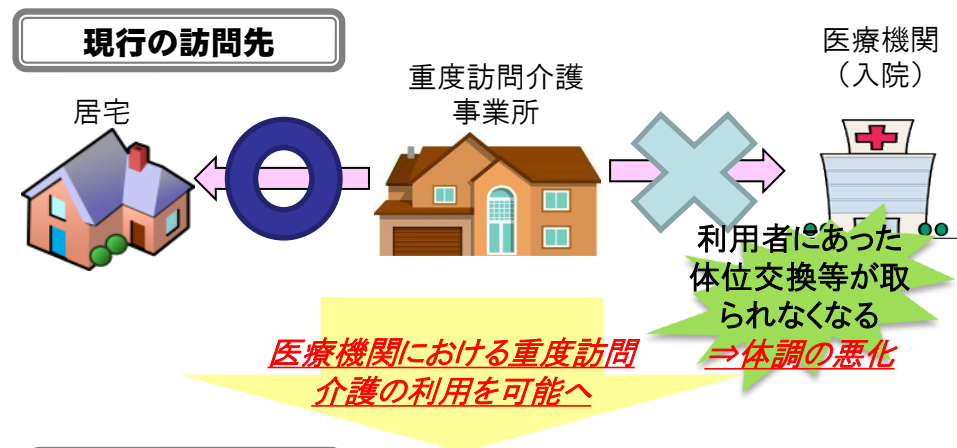 現行の訪問先
居宅
重度訪問介護
事業所
医療機関
（入院）
利用者にあった
体位交換等が取
られなくなる
⇒体調の悪化
医療機関における重度訪問
介護の利用を可能へ